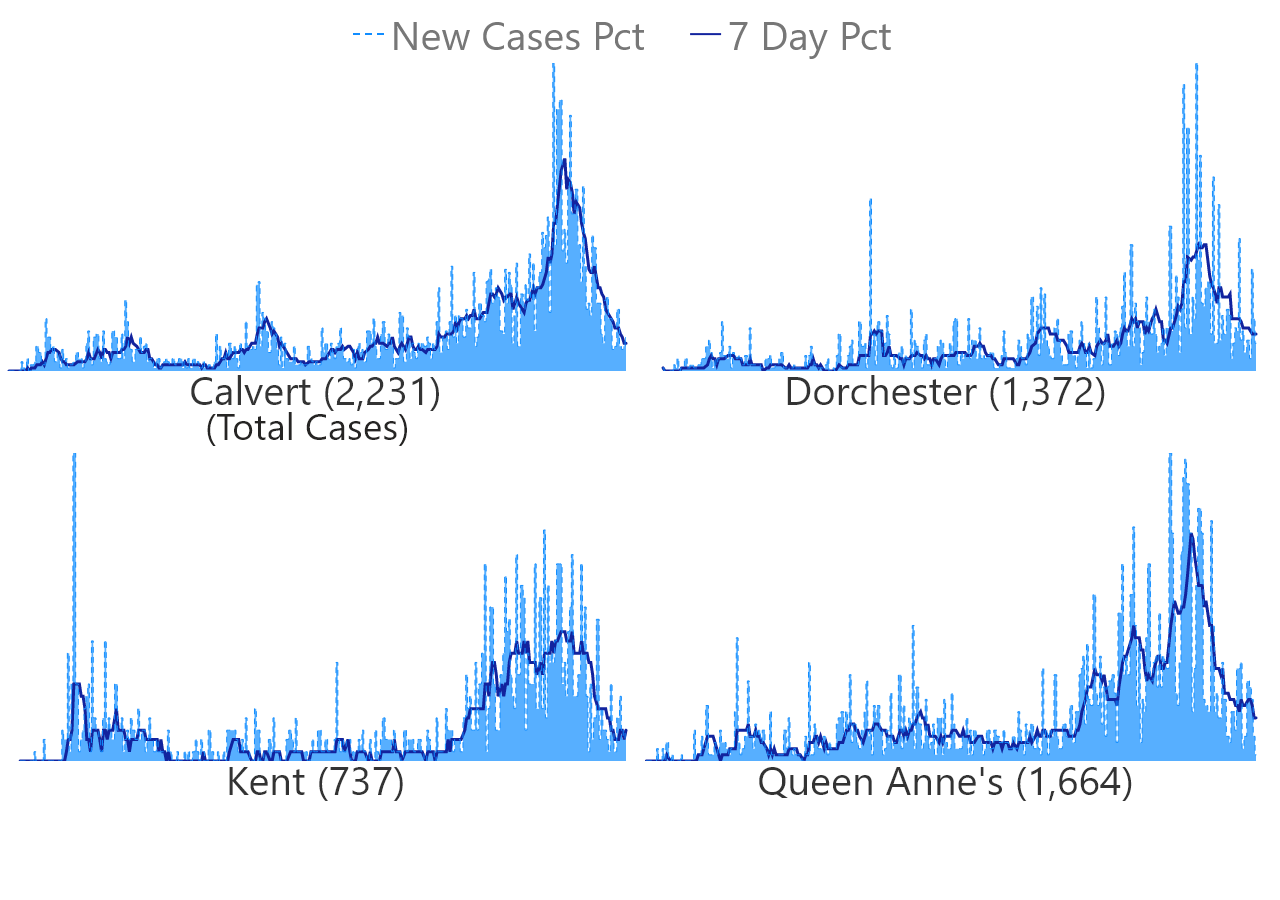 New Cases Pct 7 Day Pct
Calvert (2,231)
(Total Cases)
Dorchester (1,372)
Kent (737)
Queen Anne's (1,664)